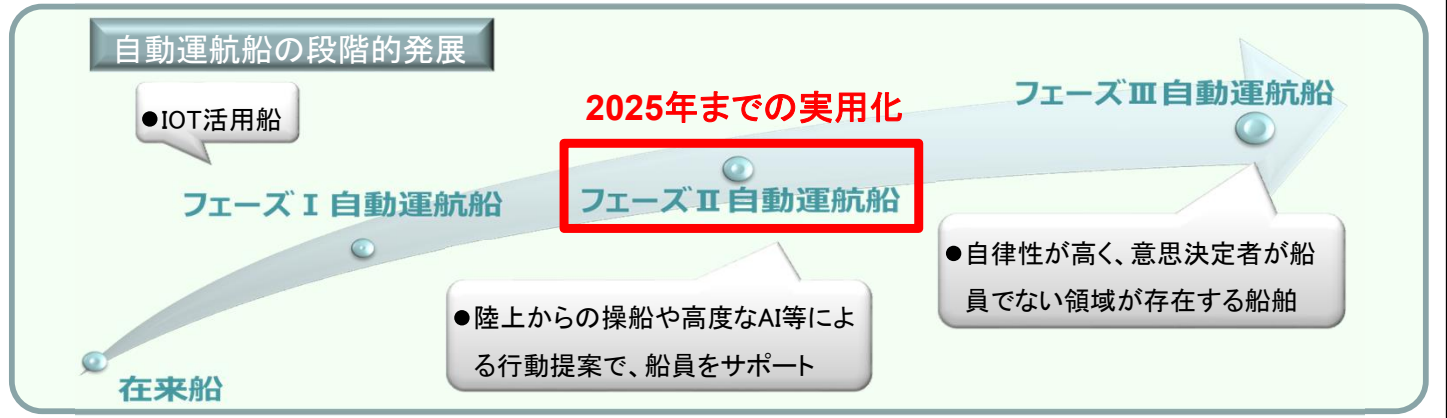 自動運航船の段階的発展
●IOT活用船
2025年までの実用化
フェーズⅢ自動運航船
フェーズⅠ自動運航船
フェーズⅡ自動運航船
●自律性が高く、意思決定者が船
員でない領域が存在する船舶
●陸上からの操船や高度なAI等によ
る行動提案で、船員をサポート
在来船